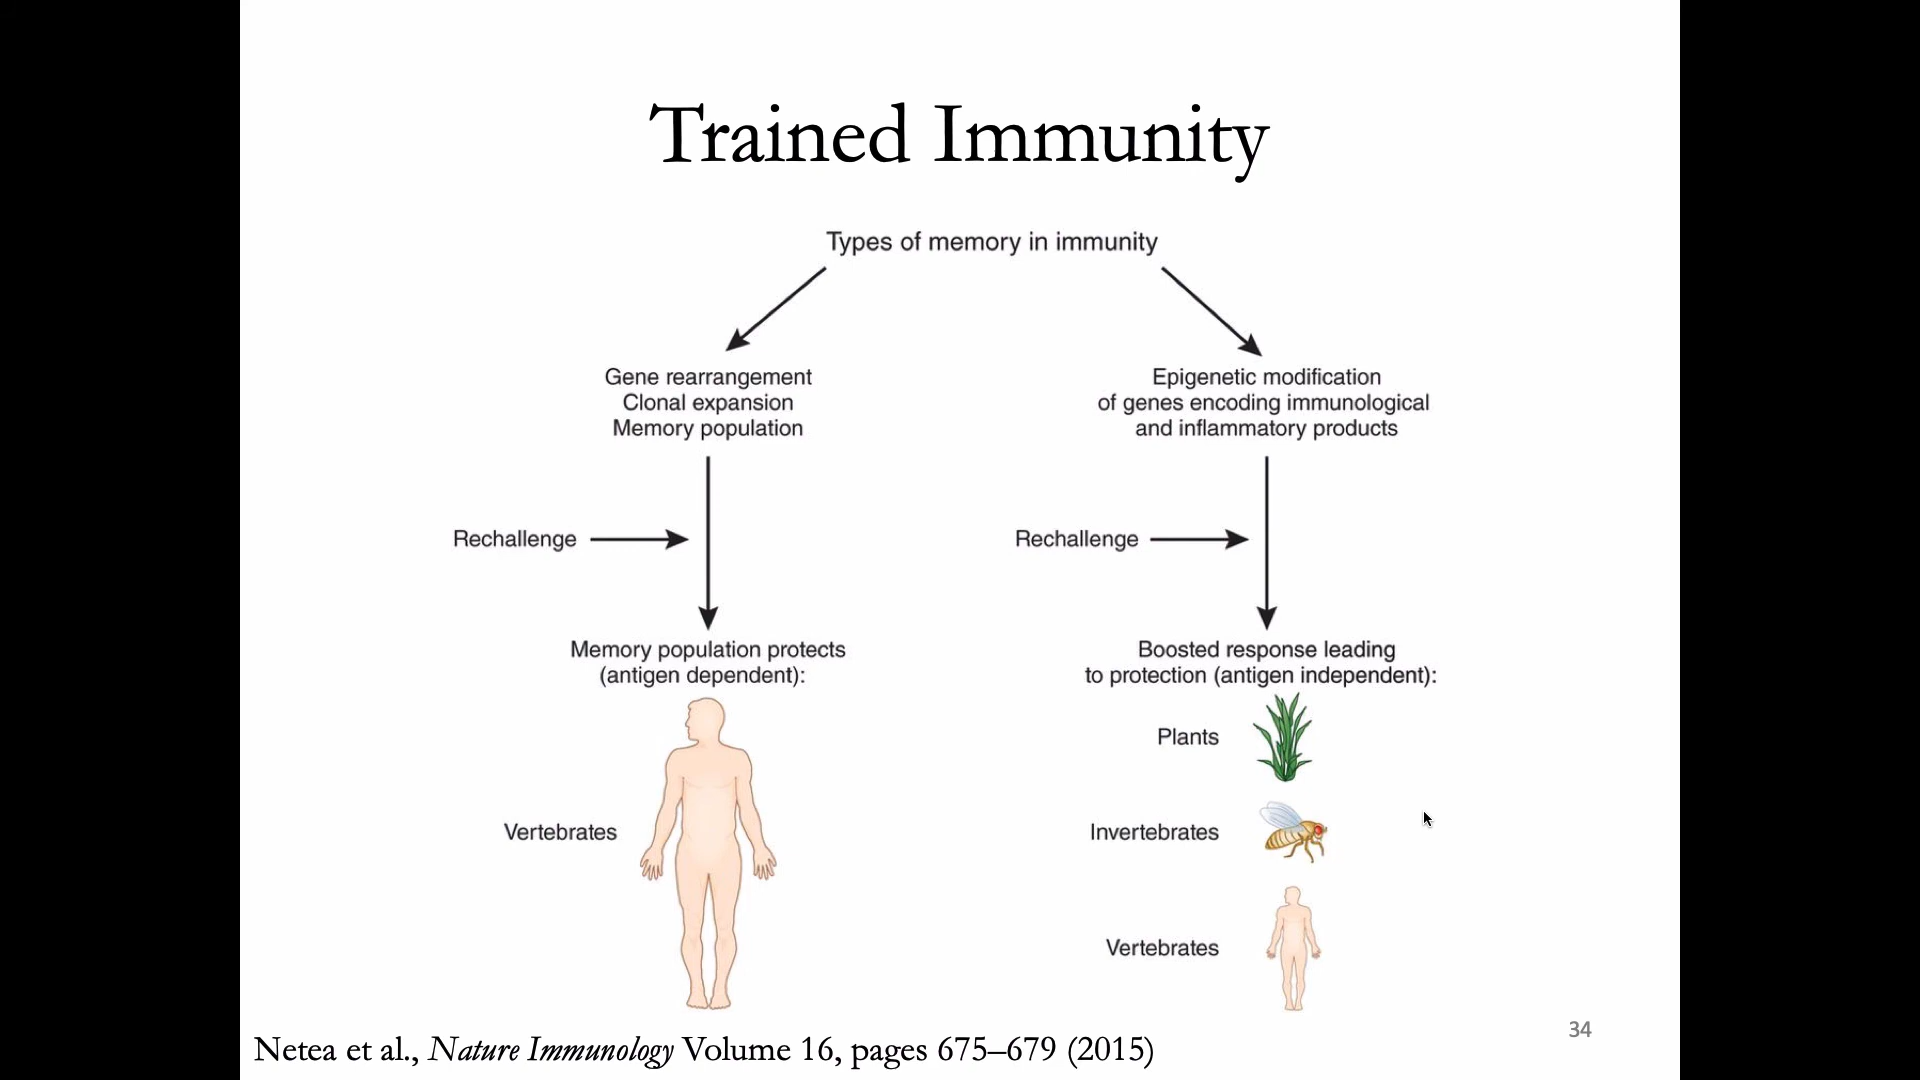 Trained Immunity
Types of memory in immunity
Gene rearrangement
Clonal expansion
Memory population
Rechallenge
Memory population protects
(antigen dependent):
Vertebrates
Epigenetic modification
of genes encoding immunological
and inflammatory products
Rechallenge
Boosted response leading
to protection (antigen independent):
Plants
Invertebrates
Vertebrates
Netea et al., Nature Immunology Volume 16, pages 675–679 (2015)
34